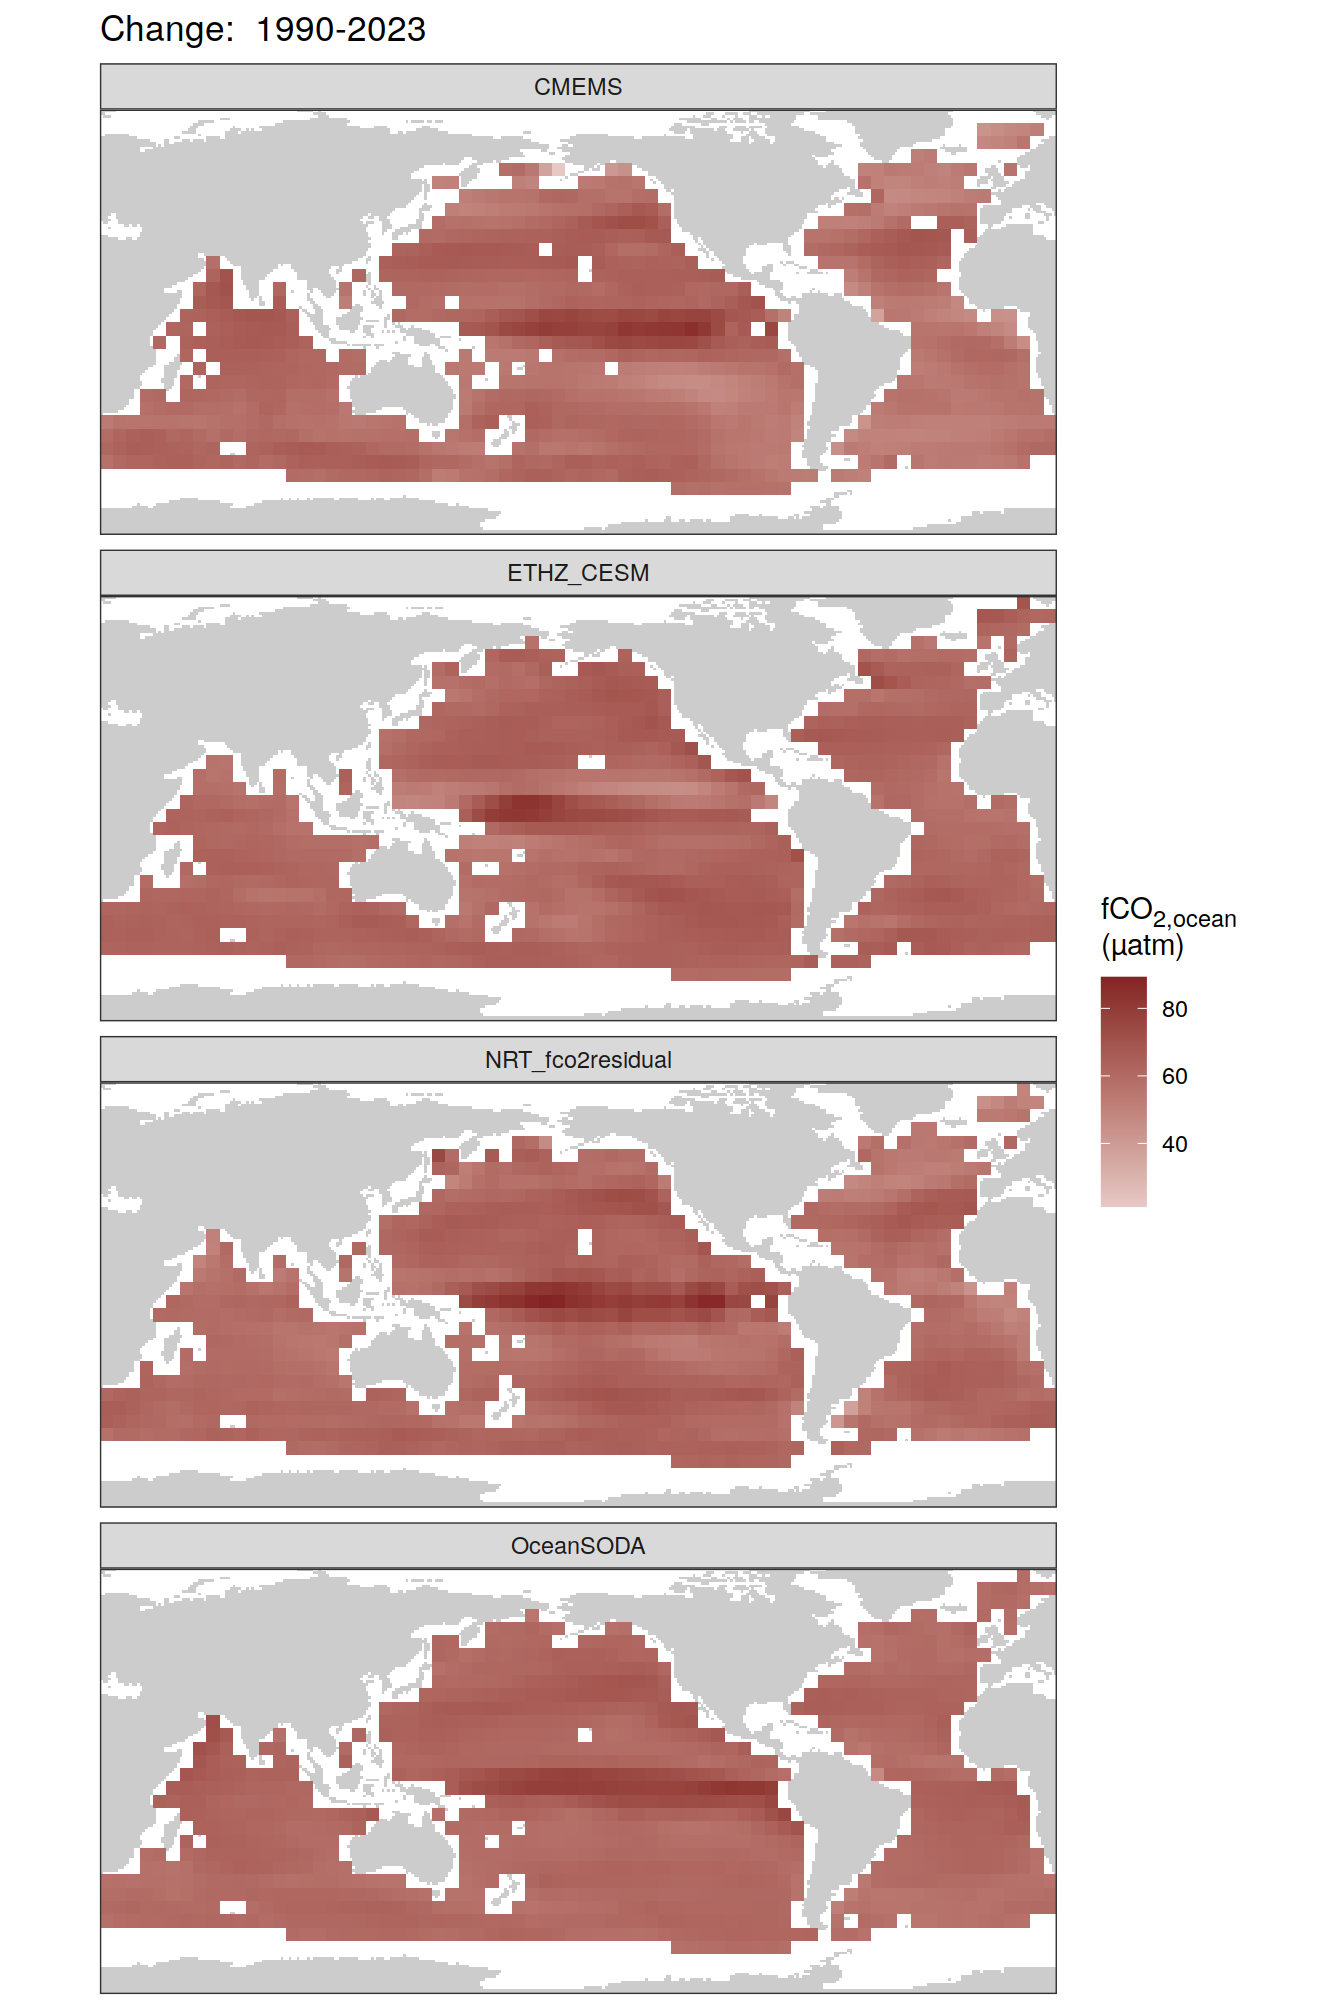 Change:  1990-2023
CMEMS
ETHZ_CESM
NRT_fco2residual
OceanSODA
fCO2,ocean
(µatm)
80
60
40